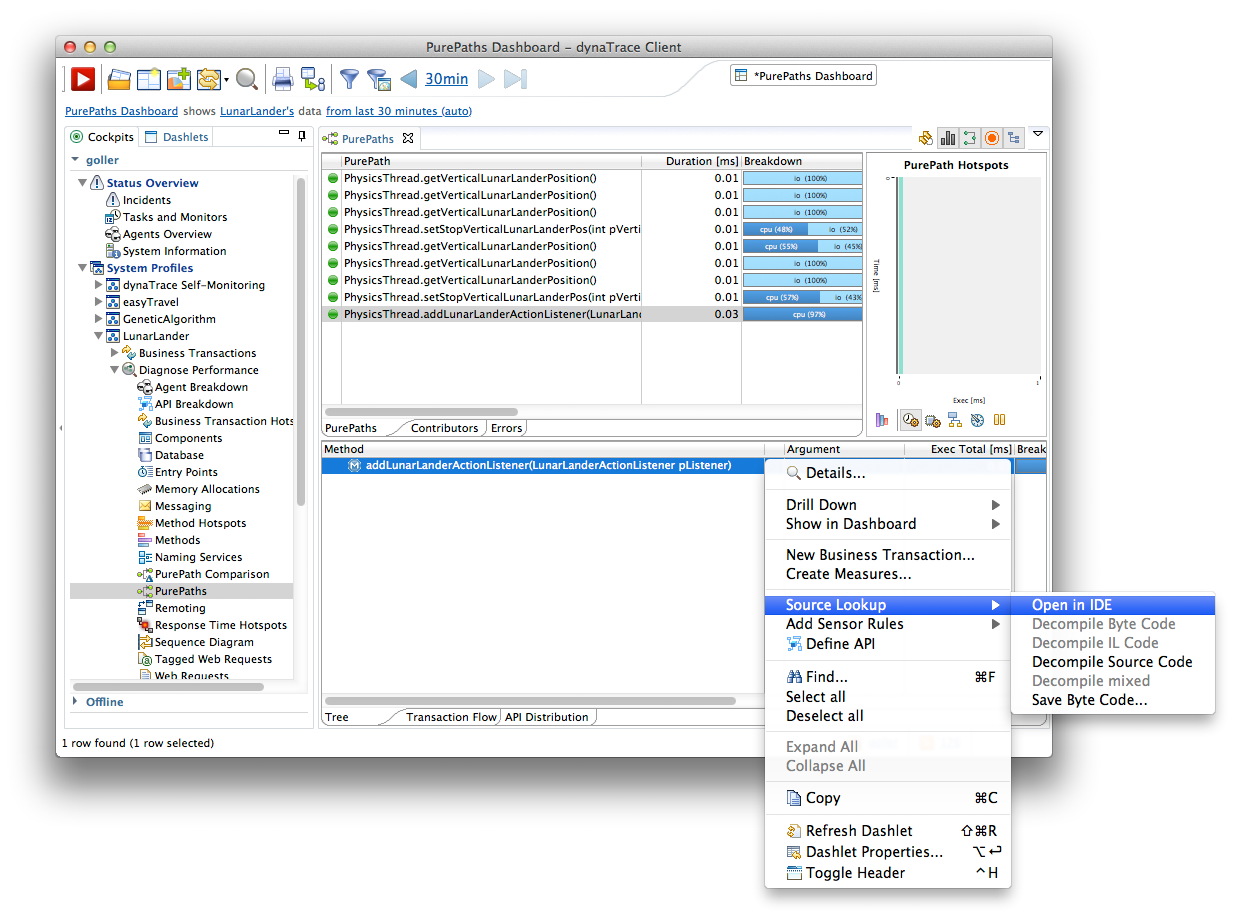 PurePaths Dashboard – dynaTrace Client
30min
*PurePaths Dashboard
PurePaths Dashboard shows LunarLander's data from last 30 minutes (auto)
Cockpits Dashlets
goller
Status Overview
Incidents
Tasks and Monitors
Agents Overview
System Information
System Profiles
dynaTrace Self-Monitoring
easyTravel
GeneticAlgorithm
LunarLander
Business Transactions
Diagnose Performance
Agent Breakdown
API Breakdown
Business Transaction Hots
Components
Database
Entry Points
Memory Allocations
Messaging
Method Hotspots
Methods
Naming Services
PurePath Comparison
PurePaths
Remoting
Response Time Hotspots
Sequence Diagram
Tagged Web Requests
Web Requests
Offline
1 row found (1 row selected)
PurePaths
PurePath Duration [ms] Breakdown
PhysicsThread.getVerticalLunarLanderPosition() 0.01 io (100%)
PhysicsThread.getVerticalLunarLanderPosition() 0.01 io (100%)
PhysicsThread.getVerticalLunarLanderPosition() 0.01 io (100%)
PhysicsThread.setStopVerticalLunarLanderPos(int pVerti 0.01 cpu (48%) io (52%)
PhysicsThread.getVerticalLunarLanderPosition() 0.01 cpu (55%) io (45%
PhysicsThread.getVerticalLunarLanderPosition() 0.01 io (100%)
PhysicsThread.getVerticalLunarLanderPosition() 0.01 io (100%)
PhysicsThread.setStopVerticalLunarLanderPos(int pVerti 0.01 cpu (57%) io (43%
PhysicsThread.addLunarLanderActionListener(LunarLand 0.03 cpu (97%)
PurePaths Contributors Errors
PurePath Hotspots
0
Time [ms]
0 1
Exec [ms]
Method Argument Exec Total [ms] Break
addLunarLanderActionListener(LunarLanderActionListener pListener)
Tree Transaction Flow API Distribution
Details...
Drill Down
Show in Dashboard
New Business Transaction...
Create Measures...
Source Lookup
Add Sensor Rules
Define API
Find... ⌘F
Select all
Deselect all
Expand All
Collapse All
Copy ⌘C
Refresh Dashlet ⇧⌘R
Dashlet Properties... ⌥↩
Toggle Header ^H
Open in IDE
Decompile Byte Code
Decompile IL Code
Decompile Source Code
Decompile mixed
Save Byte Code...